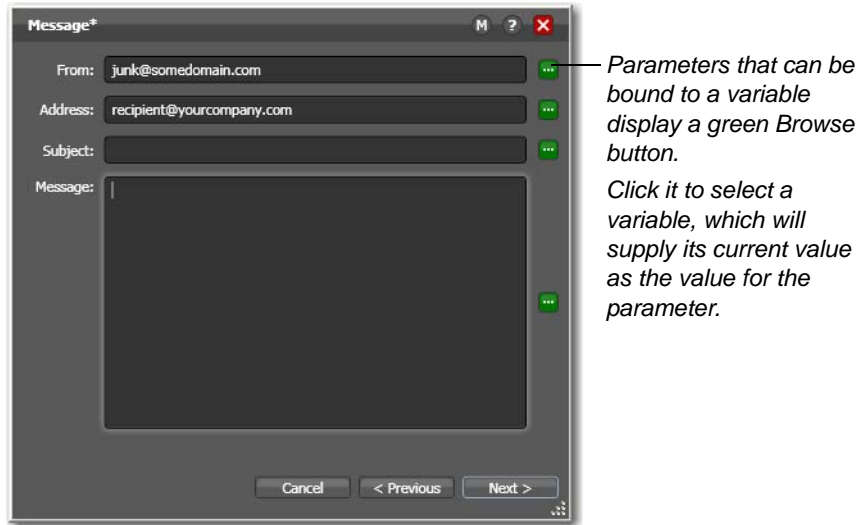 Message*
M ? X
From: junk@somedomain.com ...
Address: recipient@yourcompany.com ...
Subject: ...
Message:
...
Cancel < Previous Next >
Parameters that can be
bound to a variable
display a green Browse
button.
Click it to select a
variable, which will
supply its current value
as the value for the
parameter.